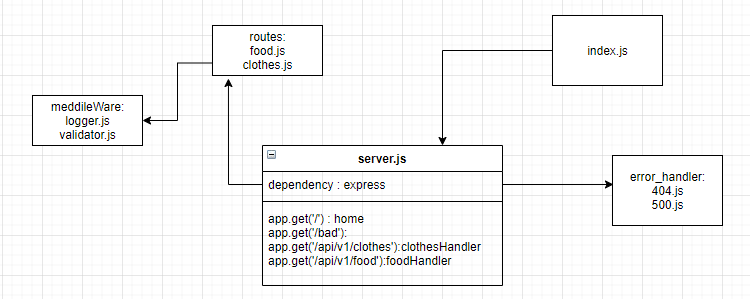 routes:
food.js
clothes.js
index.js
meddileWare:
logger.js
validator.js
server.js
dependency : express
app.get('/') : home
app.get('/bad'):
app.get('/api/v1/clothes'):clothesHandler
app.get('/api/v1/food'):foodHandler
error_handler:
404.js
500.js